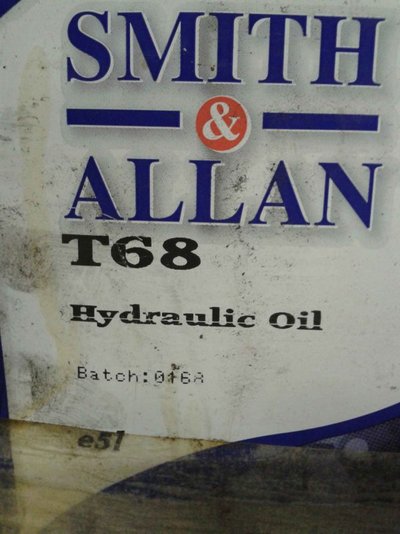 SMITH
&
ALLAN
T68
Hydraulic Oil
Batch:016A
e5l